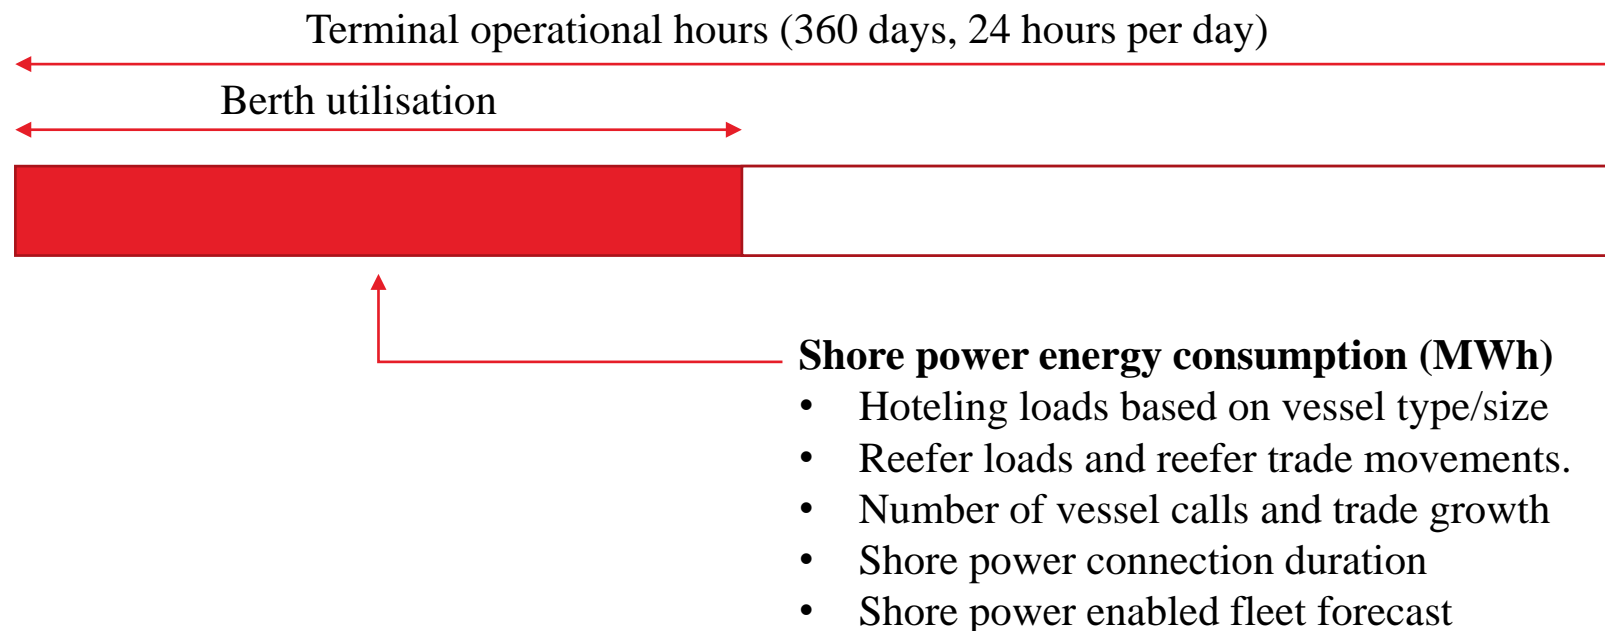 Terminal operational hours (360 days, 24 hours per day)
Berth utilisation
Shore power energy consumption (MWh)
• Hoteling loads based on vessel type/size
• Reefer loads and reefer trade movements.
• Number of vessel calls and trade growth
• Shore power connection duration
• Shore power enabled fleet forecast